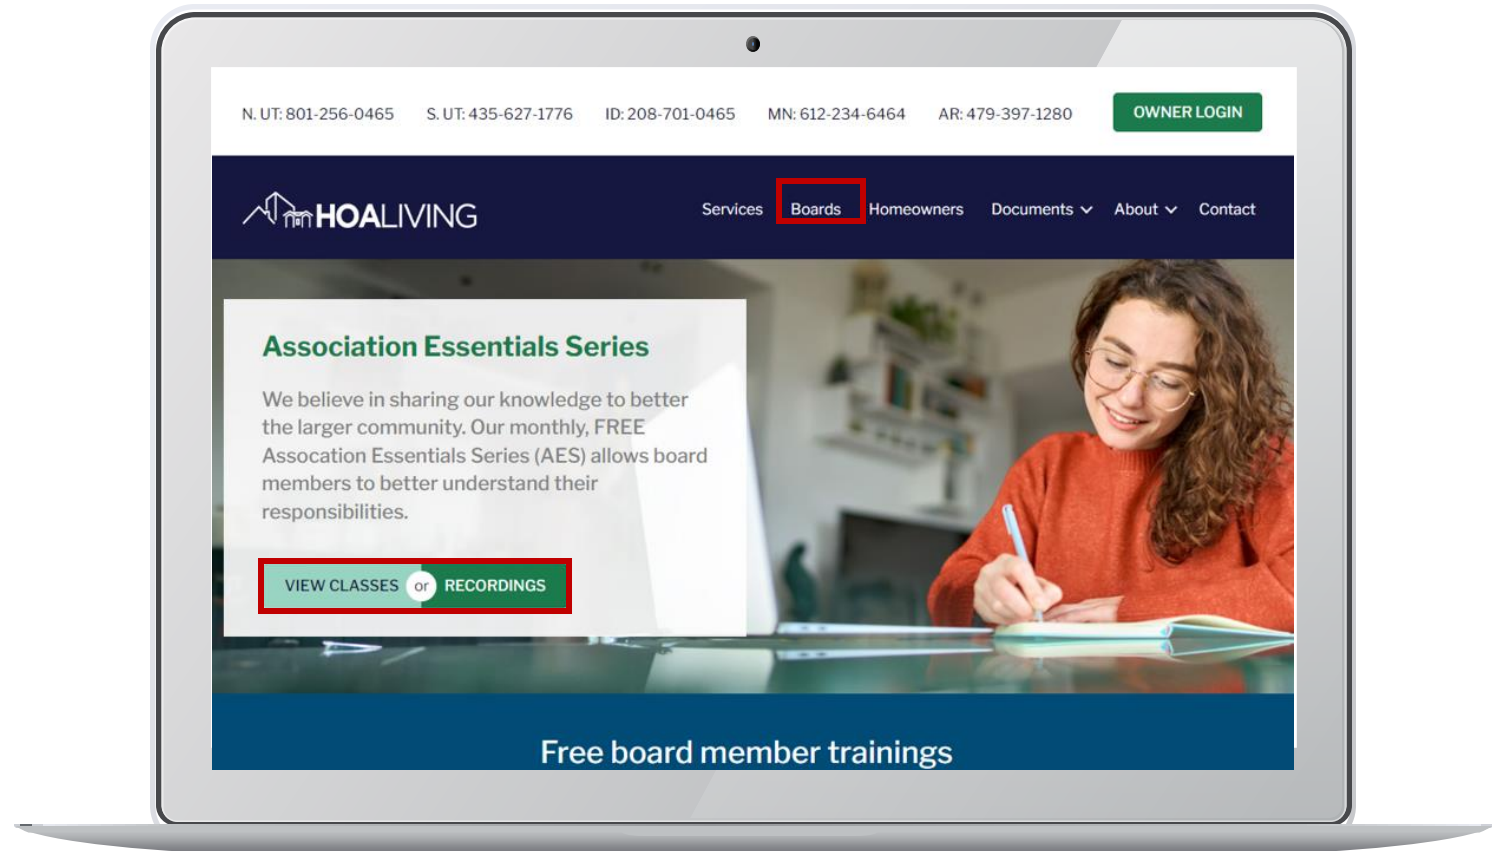 N. UT: 801-256-0465 S. UT: 435-627-1776 ID: 208-701-0465 MN: 612-234-6464 AR: 479-397-1280 OWNER LOGIN
HOALIVING Services Boards Homeowners Documents About Contact
Association Essentials Series
We believe in sharing our knowledge to better
the larger community. Our monthly, FREE
Assocation Essentials Series (AES) allows board
members to better understand their
responsibilities.
VIEW CLASSES or RECORDINGS
Free board member trainings